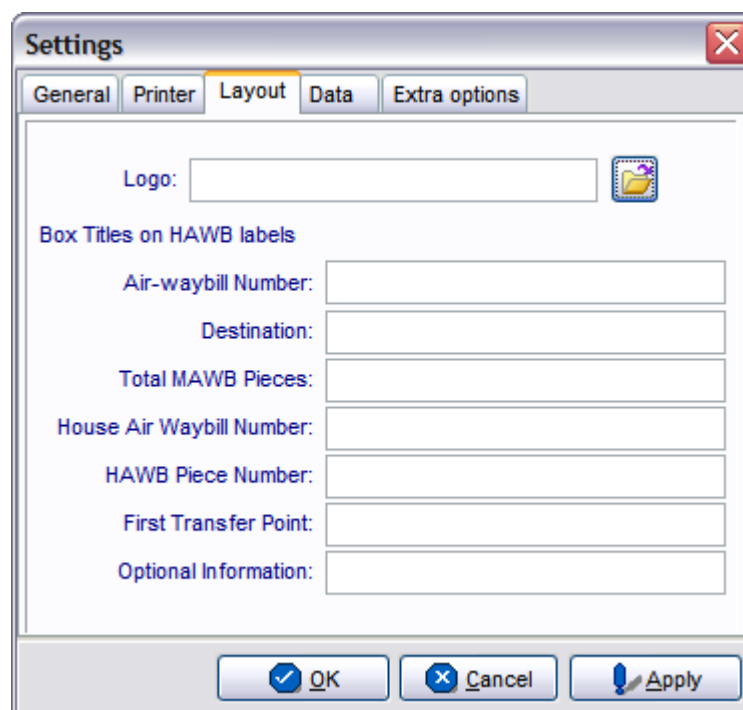 Settings
General Printer Layout Data Extra options
Logo:
Box Titles on HAWB labels
Air-waybill Number:
Destination:
Total MAWB Pieces:
House Air Waybill Number:
HAWB Piece Number:
First Transfer Point:
Optional Information:
OK Cancel Apply